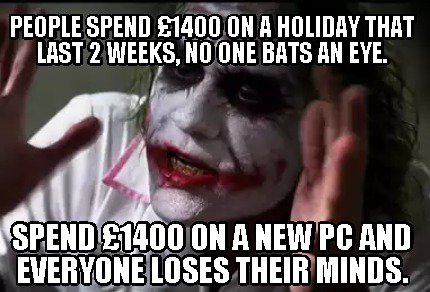 PEOPLE SPEND £1400 ON A HOLIDAY THAT
LAST 2 WEEKS, NO ONE BATS AN EYE.
SPEND £1400 ON A NEW PC AND
EVERYONE LOSES THEIR MINDS.